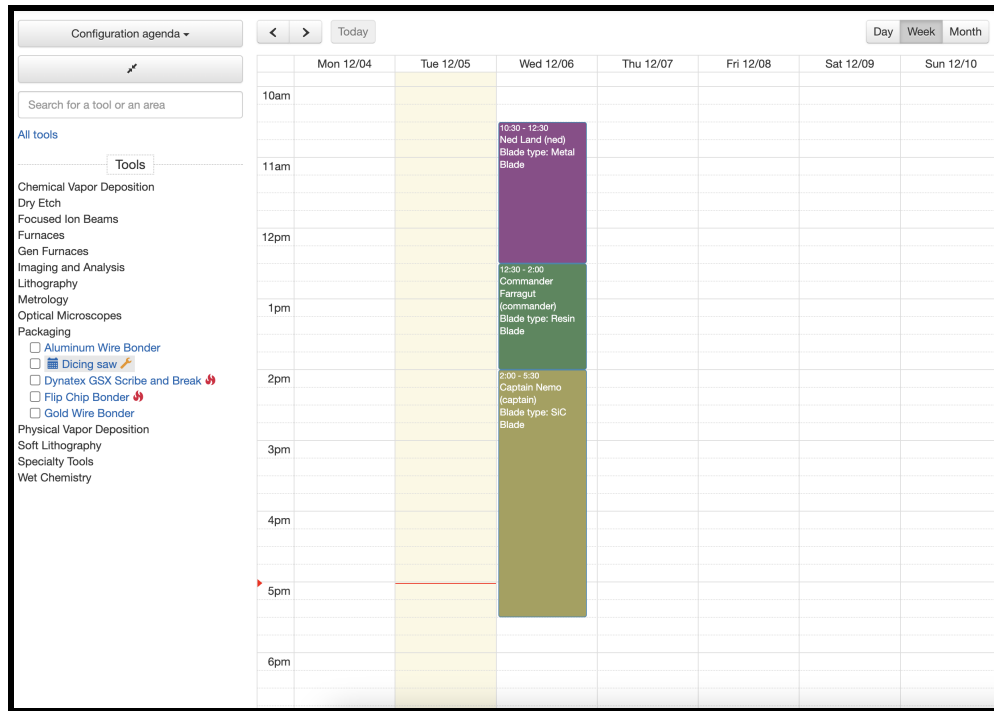 Configuration agenda
Search for a tool or an area
All tools
Tools
Chemical Vapor Deposition
Dry Etch
Focused Ion Beams
Furnaces
Gen Furnaces
Imaging and Analysis
Lithography
Metrology
Optical Microscopes
Packaging
Aluminum Wire Bonder
Dicing saw
Dynatex GSX Scribe and Break
Flip Chip Bonder
Gold Wire Bonder
Physical Vapor Deposition
Soft Lithography
Specialty Tools
Wet Chemistry
Today
Day Week Month
Mon 12/04 Tue 12/05 Wed 12/06 Thu 12/07 Fri 12/08 Sat 12/09 Sun 12/10
10am
10:30 - 12:30
Ned Land (ned)
Blade type: Metal
Blade
11am
12pm
12:30 - 2:00
Commander
Farragut
(commander)
Blade type: Resin
Blade
1pm
2pm
2:00 - 5:30
Captain Nemo
(captain)
Blade type: SiC
Blade
3pm
4pm
5pm
6pm